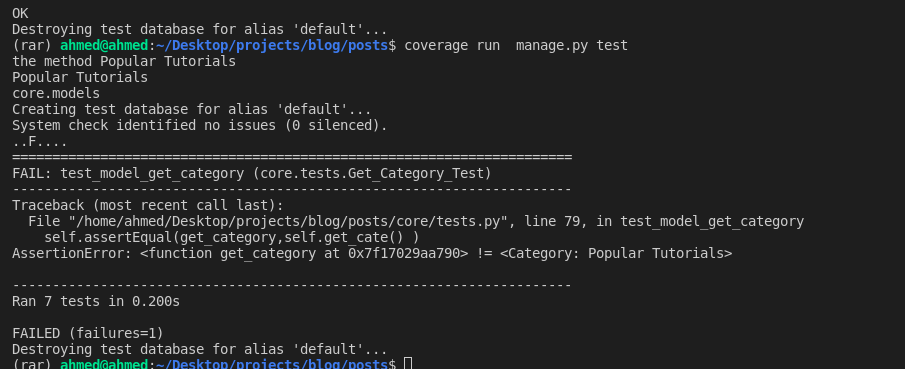 OK
Destroying test database for alias 'default'...
(rar) ahmed@ahmed:~/Desktop/projects/blog/posts$ coverage run  manage.py test
the method Popular Tutorials
Popular Tutorials
core.models
Creating test database for alias 'default'...
System check identified no issues (0 silenced).
..F....
======================================================================
FAIL: test_model_get_category (core.tests.Get_Category_Test)
----------------------------------------------------------------------
Traceback (most recent call last):
  File "/home/ahmed/Desktop/projects/blog/posts/core/tests.py", line 79, in test_model_get_category
    self.assertEqual(get_category,self.get_cate() )
AssertionError: <function get_category at 0x7f17029aa790> != <Category: Popular Tutorials>

----------------------------------------------------------------------
Ran 7 tests in 0.200s

FAILED (failures=1)
Destroying test database for alias 'default'...
(rar) ahmed@ahmed:~/Desktop/projects/blog/posts$